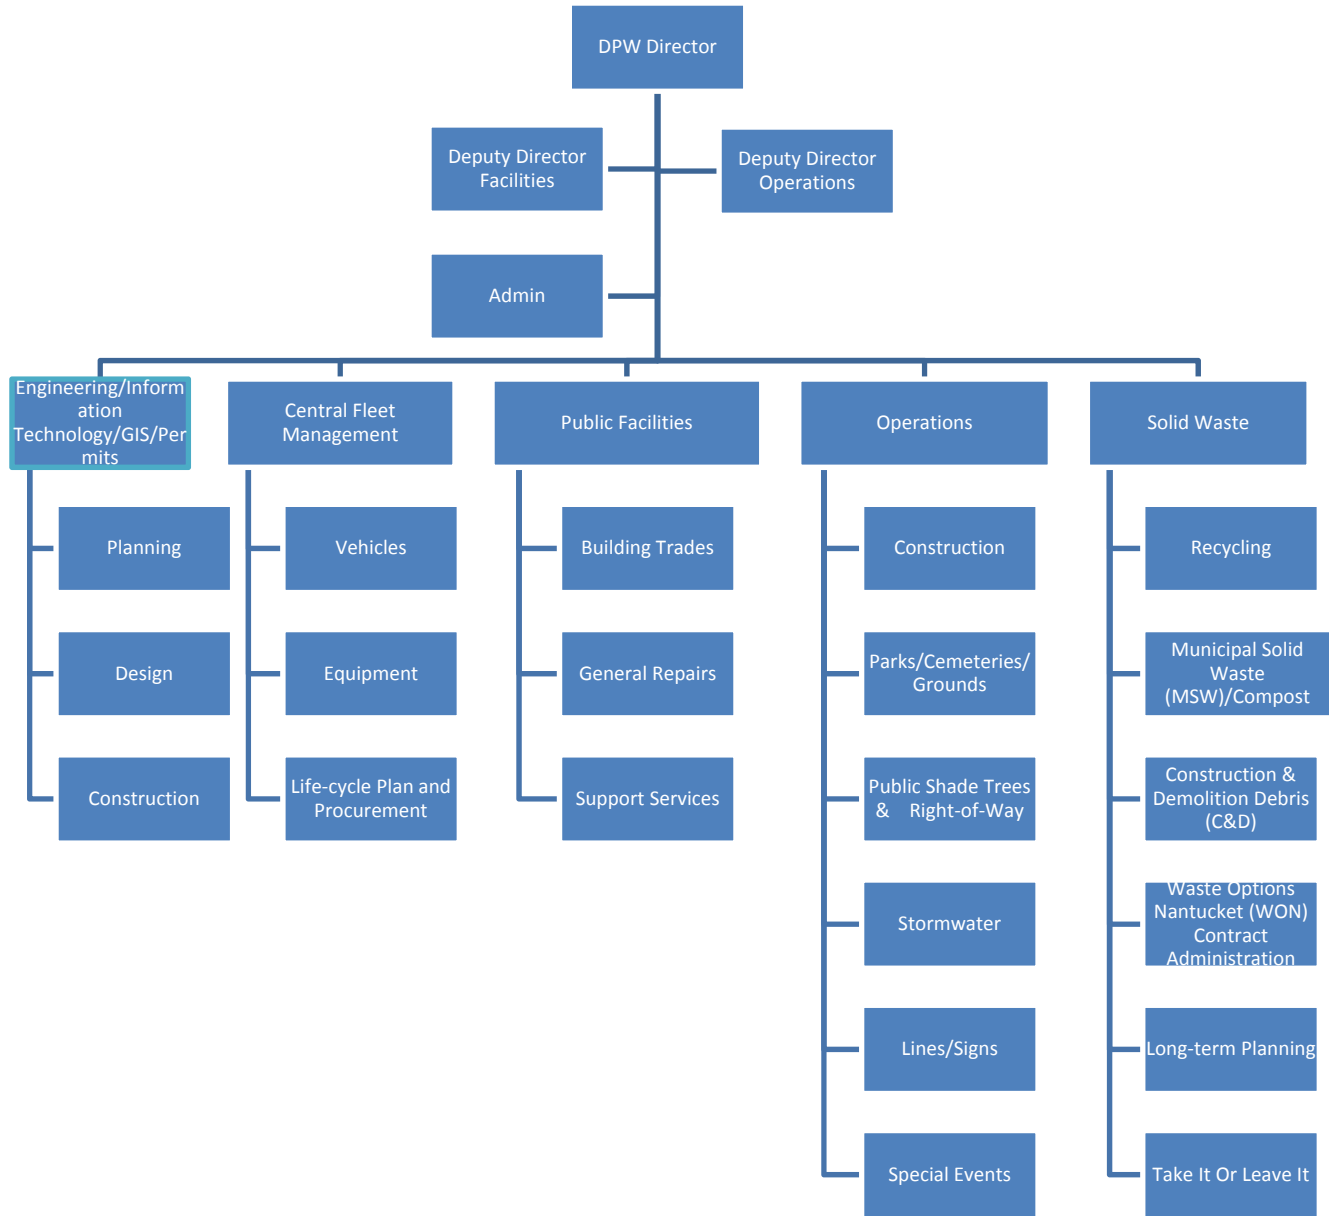 DPW Director
Deputy Director
Facilities
Deputy Director
Operations
Admin
Engineering/Inform
ation
Technology/GIS/Per
mits
Central Fleet
Management
Public Facilities
Operations
Solid Waste
Planning
Design
Construction
Vehicles
Equipment
Life-cycle Plan and
Procurement
Building Trades
General Repairs
Support Services
Construction
Parks/Cemeteries/
Grounds
Public Shade Trees
& Right-of-Way
Stormwater
Lines/Signs
Special Events
Recycling
Municipal Solid
Waste
(MSW)/Compost
Construction &
Demolition Debris
(C&D)
Waste Options
Nantucket (WON)
Contract
Administration
Long-term Planning
Take It Or Leave It